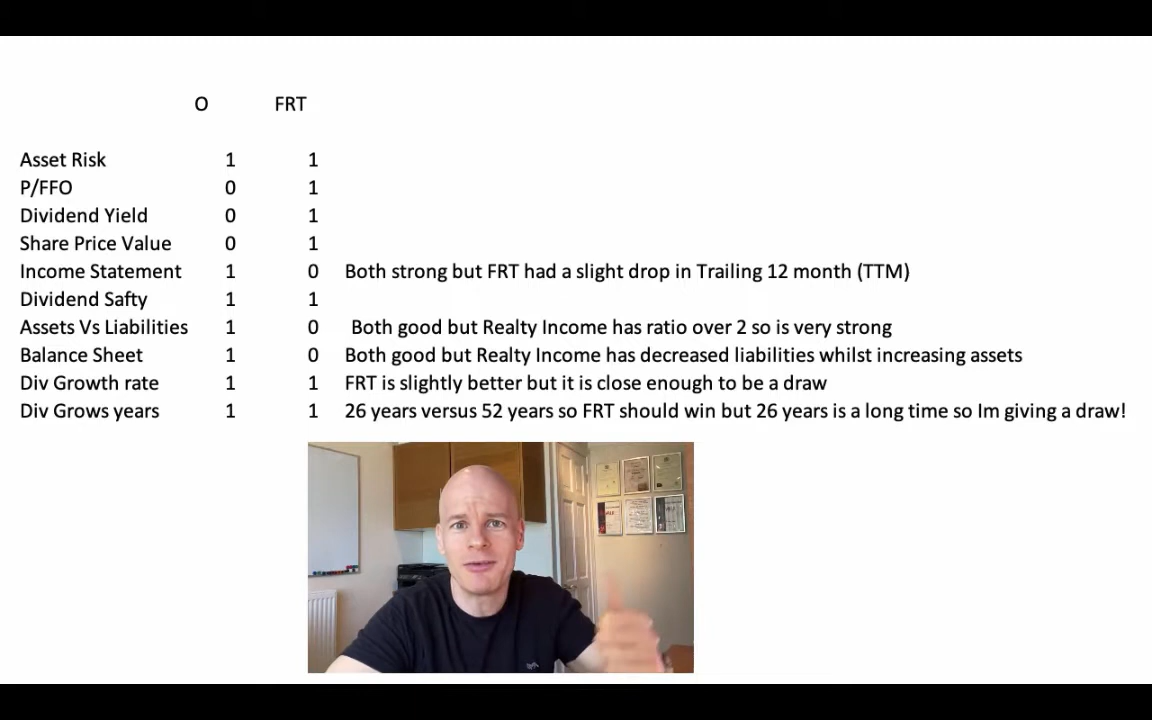 O FRT
Asset Risk 1 1
P/FFO 0 1
Dividend Yield 0 1
Share Price Value 0 1
Income Statement 1 0 Both strong but FRT had a slight drop in Trailing 12 month (TTM)
Dividend Safty 1 1
Assets Vs Liabilities 1 0 Both good but Realty Income has ratio over 2 so is very strong
Balance Sheet 1 0 Both good but Realty Income has decreased liabilities whilst increasing assets
Div Growth rate 1 1 FRT is slightly better but it is close enough to be a draw
Div Grows years 1 1 26 years versus 52 years so FRT should win but 26 years is a long time so Im giving a draw!